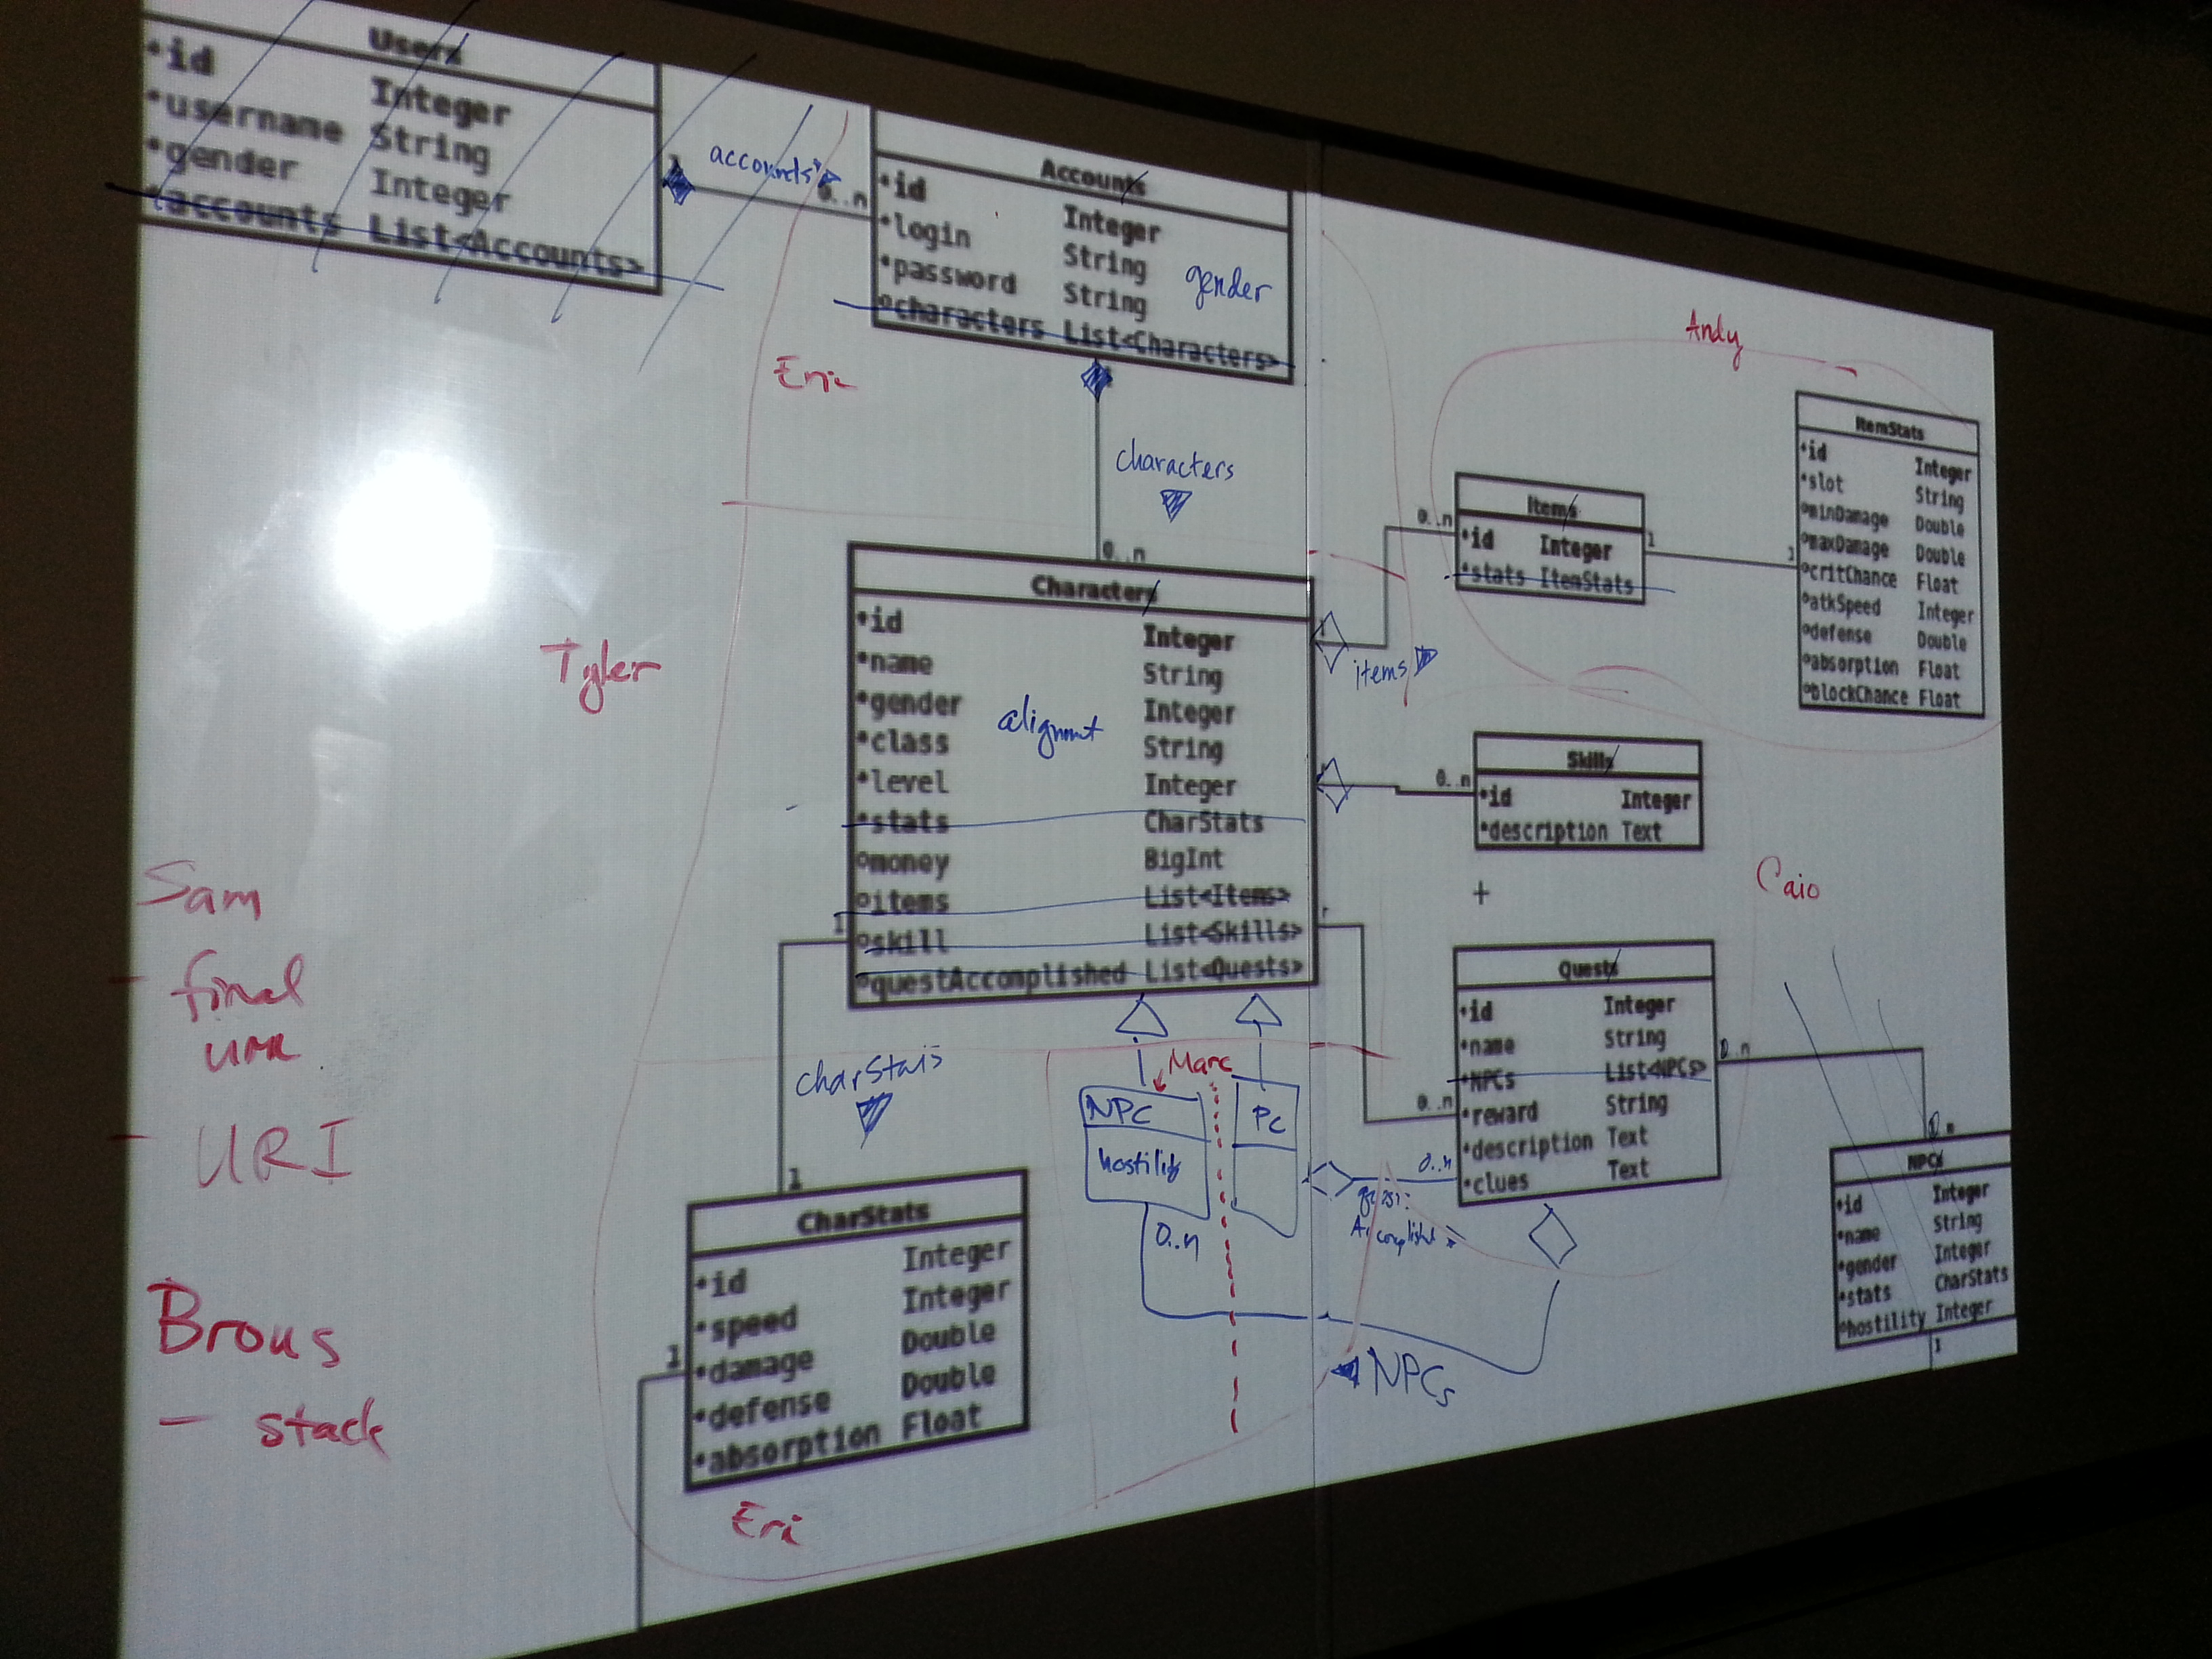 Users
*id Integer
*username String
*gender Integer
*accounts List<Accounts>
1
accounts
0..n
Accounts
*id Integer
*login String
*password String
gender
°characters List<Characters>
Eric
characters
0..n
Andy
ItemStats
*id Integer
*slot String
°minDamage Double
°maxDamage Double
°critChance Float
°atkSpeed Integer
°defense Double
°absorption Float
°blockChance Float
0..n
Items
*id Integer
*stats ItemStats
1
1
items
Tyler
Characters
*id Integer
*name String
*gender Integer
alignmt
*class String
*level Integer
*stats CharStats
°money BigInt
°items List<Items>
°skill List<Skills>
°questAccomplished List<Quests>
1
0..n
Skills
*id Integer
*description Text
+
Caio
Quests
*id Integer
*name String
*NPCs List<NPCs>
*reward String
*description Text
*clues Text
0..n
0..n
0..n
Sam
- final
- URI
Brous
- stack
charStats
1
Marc
NPC
hostility
0..n
PC
0..n
NPCs
NPCs
*id Integer
*name String
*gender Integer
*stats CharStats
°hostility Integer
1
CharStats
*id Integer
*speed Integer
*damage Double
*defense Double
*absorption Float
1
Eri